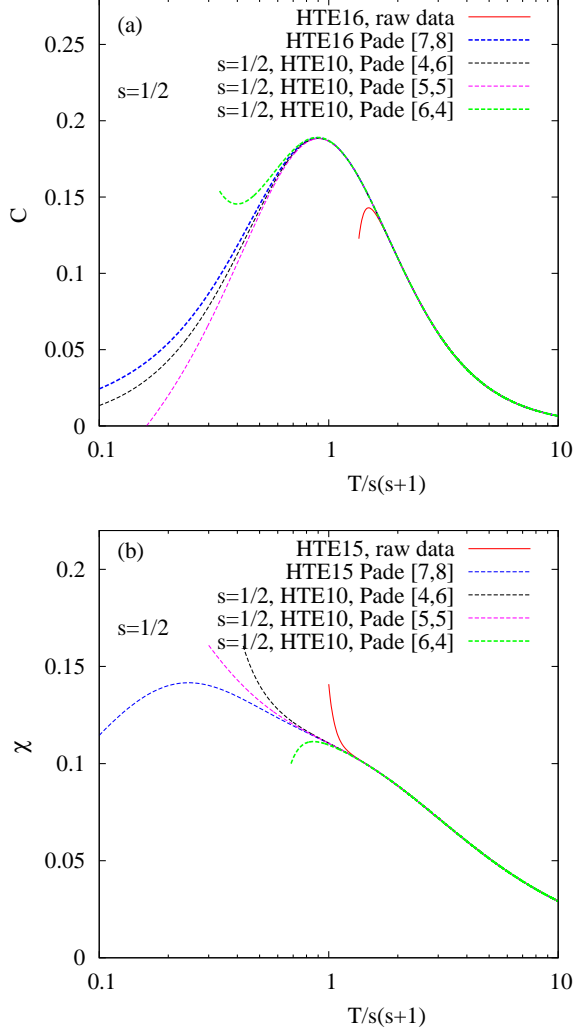 (a)
HTE16, raw data
HTE16 Pade [7,8]
s=1/2, HTE10, Pade [4,6]
s=1/2, HTE10, Pade [5,5]
s=1/2, HTE10, Pade [6,4]
s=1/2
0.25
0.2
0.15
0.1
0.05
0
C
0.1
1
10
T/s(s+1)
(b)
HTE15, raw data
HTE15 Pade [7,8]
s=1/2, HTE10, Pade [4,6]
s=1/2, HTE10, Pade [5,5]
s=1/2, HTE10, Pade [6,4]
s=1/2
0.2
0.15
0.1
0.05
0
χ
0.1
1
10
T/s(s+1)